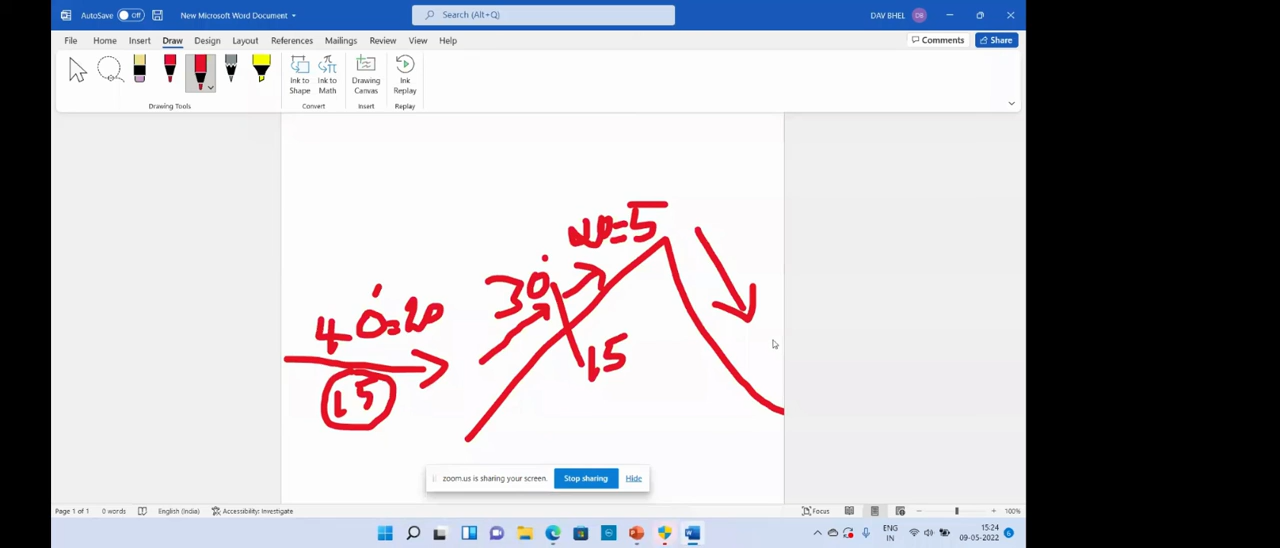 AutoSave Off New Microsoft Word Document Search (Alt+Q) DAV BHEL DB
File Home Insert Draw Design Layout References Mailings Review View Help Comments Share
Ink to Shape Ink to Math Drawing Canvas Ink Replay
Drawing Tools Convert Insert Replay
20=5
30
40=20
15
15
zoom.us is sharing your screen. Stop sharing Hide
Page 1 of 1 0 words English (India) Accessibility: Investigate Focus 100%
ENG IN 15:24 09-05-2022 6